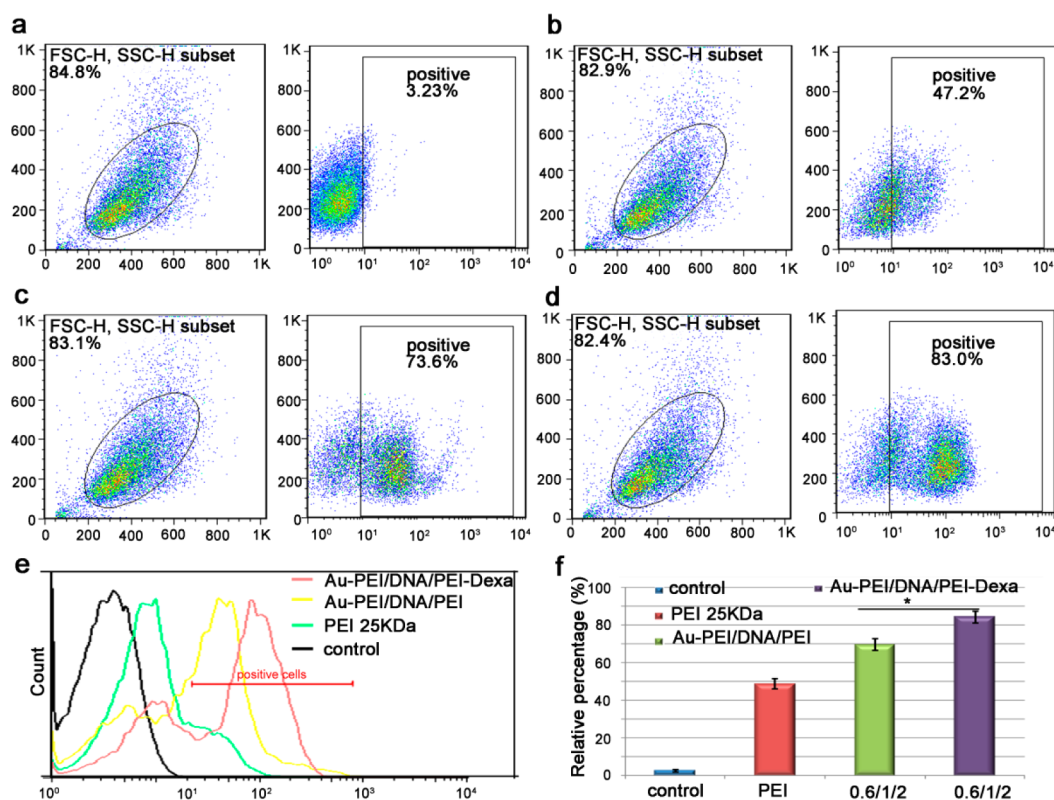 a
1K
800
600
400
200
0
FSC-H, SSC-H subset
84.8%
0 200 400 600 800 1K
1K
800
600
400
200
0
positive
3.23%
10⁰ 10¹ 10² 10³ 10⁴
b
1K
800
600
400
200
0
FSC-H, SSC-H subset
82.9%
0 200 400 600 800 1K
1K
800
600
400
200
0
positive
47.2%
10⁰ 10¹ 10² 10³ 10⁴
c
1K
800
600
400
200
0
FSC-H, SSC-H subset
83.1%
0 200 400 600 800 1K
1K
800
600
400
200
0
positive
73.6%
10⁰ 10¹ 10² 10³ 10⁴
d
1K
800
600
400
200
0
FSC-H, SSC-H subset
82.4%
0 200 400 600 800 1K
1K
800
600
400
200
0
positive
83.0%
10⁰ 10¹ 10² 10³ 10⁴
e
Count
Au-PEI/DNA/PEI-Dexa
Au-PEI/DNA/PEI
PEI 25KDa
control
positive cells
10⁰ 10¹ 10² 10³ 10⁴
f
Relative percentage (%)
100
80
60
40
20
0
control
PEI 25KDa
Au-PEI/DNA/PEI
Au-PEI/DNA/PEI-Dexa
*
control PEI 0.6/1/2 0.6/1/2